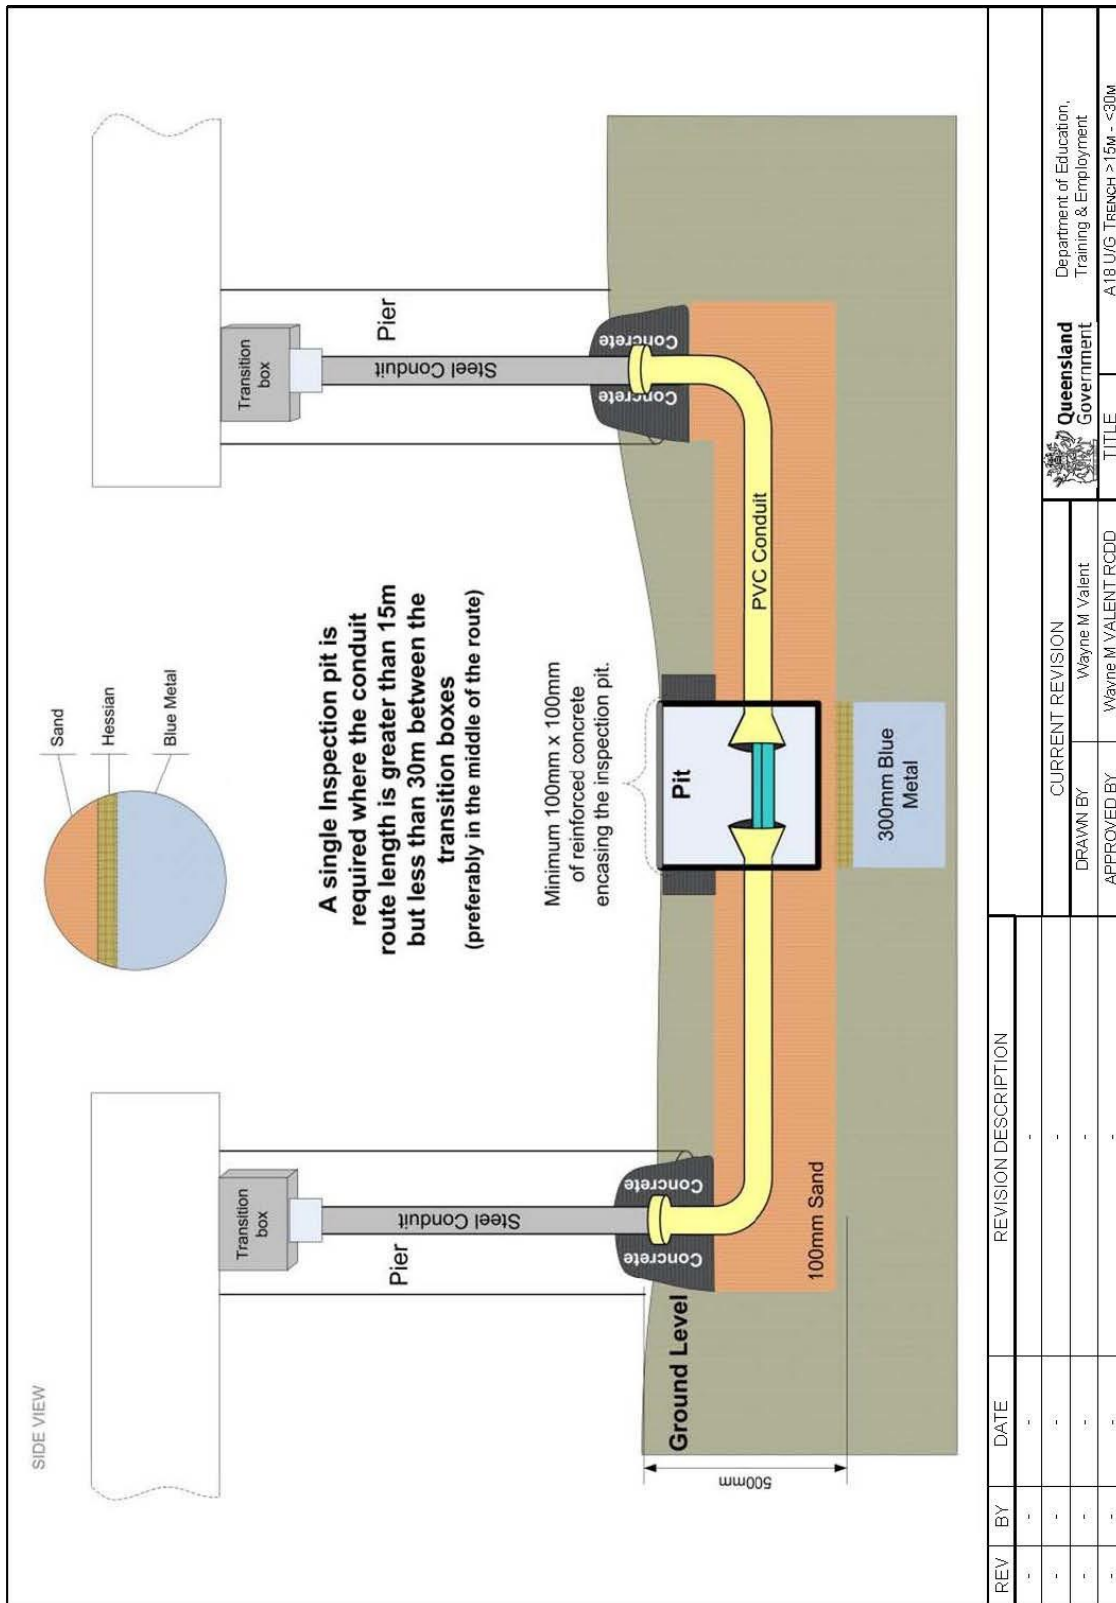 SIDE VIEW
Sand
Hessian
Blue Metal
Transition
box
Pier
Steel Conduit
Concrete
Concrete
A single Inspection pit is
required where the conduit
route length is greater than 15m
but less than 30m between the
transition boxes
(preferably in the middle of the route)
Transition
box
Pier
Steel Conduit
Concrete
Concrete
Minimum 100mm x 100mm
of reinforced concrete
encasing the inspection pit.
Ground Level
500mm
Pit
PVC Conduit
100mm Sand
300mm Blue
Metal
REV BY DATE REVISION DESCRIPTION
- - - -
- - - -
- - - -
- - - -
CURRENT REVISION
DRAWN BY Wayne M Valent
APPROVED BY Wayne M VALENT RCDD
Queensland
Government
Department of Education,
Training & Employment
TITLE A18 U/G TRENCH >15M - <30M